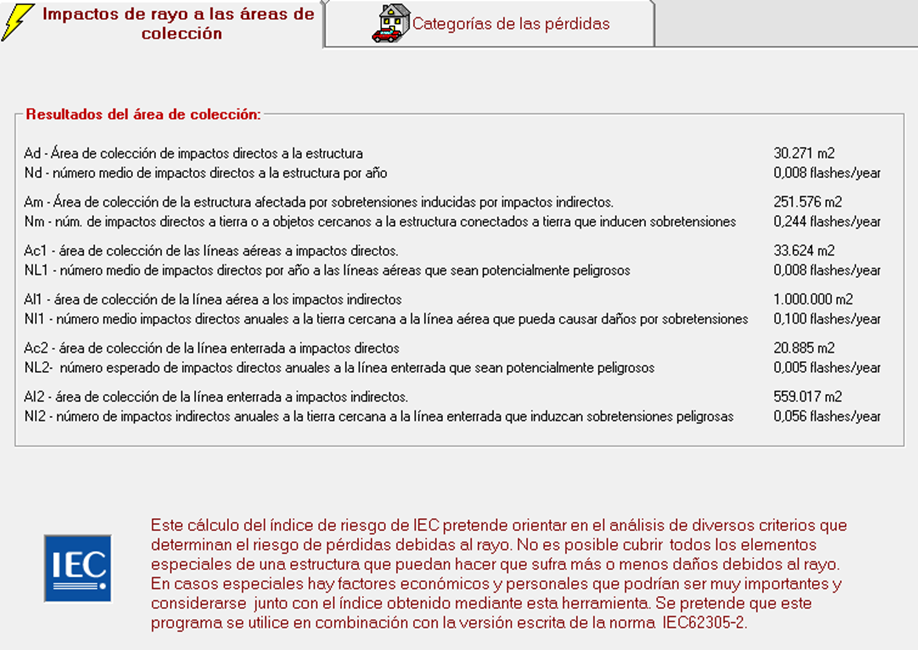 Impactos de rayo a las áreas de
colección
Categorías de las pérdidas
Resultados del área de colección:
Ad - Área de colección de impactos directos a la estructura 30.271 m2
Nd - número medio de impactos directos a la estructura por año 0,008 flashes/year
Am - Área de colección de la estructura afectada por sobretensiones inducidas por impactos indirectos. 251.576 m2
Nm - núm. de impactos directos a tierra o a objetos cercanos a la estructura conectados a tierra que inducen sobretensiones 0,244 flashes/year
Ac1 - área de colección de las líneas aéreas a impactos directos. 33.624 m2
NL1 - número medio de impactos directos por año a las líneas aéreas que sean potencialmente peligrosos 0,008 flashes/year
Al1 - área de colección de la línea aérea a los impactos indirectos 1.000.000 m2
Nl1 - número medio impactos directos anuales a la tierra cercana a la línea aérea que pueda causar daños por sobretensiones 0,100 flashes/year
Ac2 - área de colección de la línea enterrada a impactos directos 20.885 m2
NL2- número esperado de impactos directos anuales a la línea enterrada que sean potencialmente peligrosos 0,005 flashes/year
Al2 - área de colección de la línea enterrada a impactos indirectos. 559.017 m2
Nl2 - número de impactos indirectos anuales a la tierra cercana a la línea enterrada que induzcan sobretensiones peligrosas 0,056 flashes/year
IEC
Este cálculo del índice de riesgo de IEC pretende orientar en el análisis de diversos criterios que
determinan el riesgo de pérdidas debidas al rayo. No es posible cubrir todos los elementos
especiales de una estructura que puedan hacer que sufra más o menos daños debidos al rayo.
En casos especiales hay factores económicos y personales que podrían ser muy importantes y
considerarse junto con el índice obtenido mediante esta herramienta. Se pretende que este
programa se utilice en combinación con la versión escrita de la norma IEC62305-2.